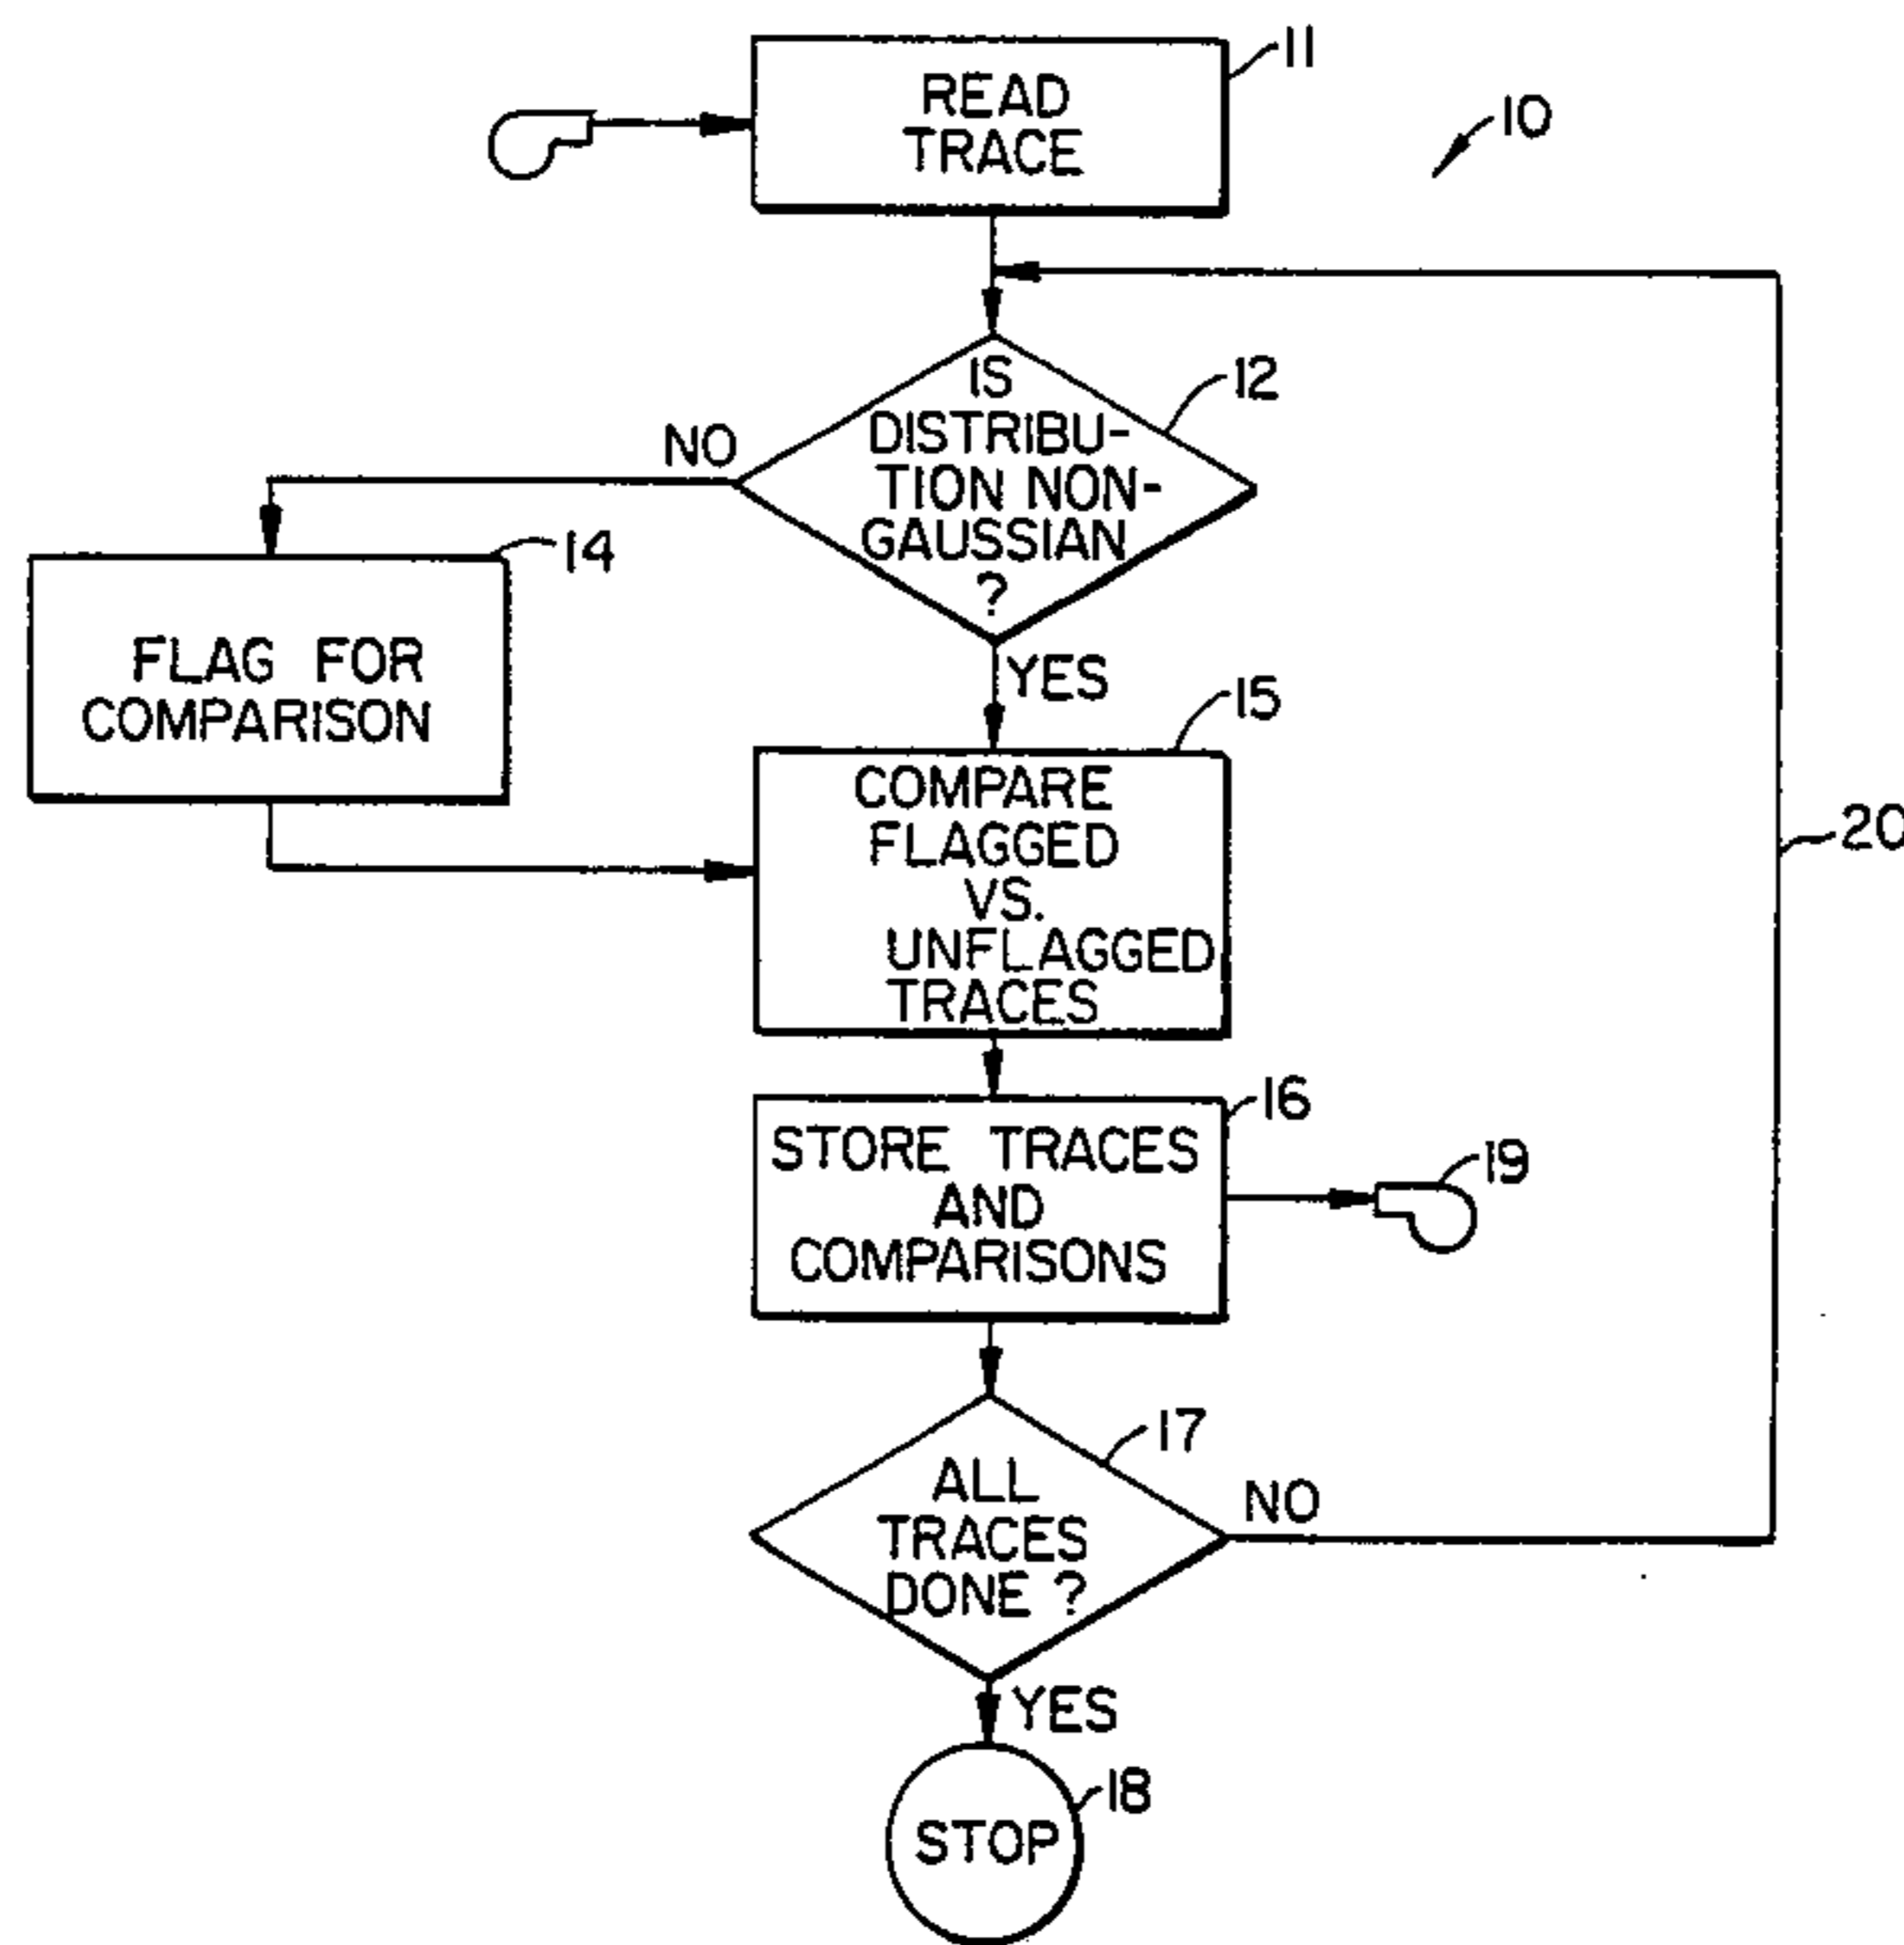 READ
TRACE
11
10
IS
DISTRIBU-
TION NON-
GAUSSIAN
?
12
NO
14
FLAG FOR
COMPARISON
YES
15
COMPARE
FLAGGED
VS.
UNFLAGGED
TRACES
20
16
STORE TRACES
AND
COMPARISONS
19
17
ALL
TRACES
DONE ?
NO
YES
18
STOP